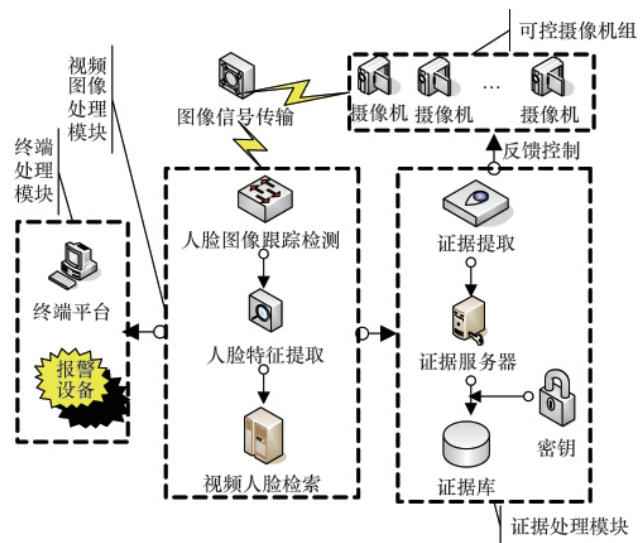 可控摄像机组
摄像机
摄像机
…
摄像机
视频
图像
处理
模块
图像信号传输
反馈控制
终端
处理
模块
终端平台
报警
设备
人脸图像跟踪检测
人脸特征提取
视频人脸检索
证据提取
证据服务器
密钥
证据库
证据处理模块